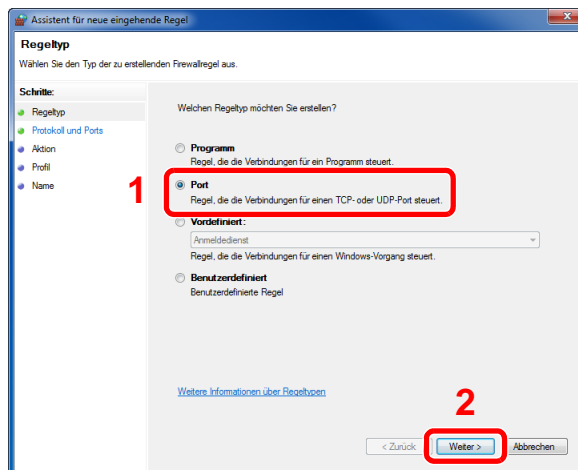 Assistent für neue eingehende Regel
Regeltyp
Wählen Sie den Typ der zu erstellenden Firewallregel aus.
Schritte:
Regeltyp
Protokoll und Ports
Aktion
Profil
Name
Welchen Regeltyp möchten Sie erstellen?
Programm
Regel, die die Verbindungen für ein Programm steuert.
1
Port
Regel, die die Verbindungen für einen TCP- oder UDP-Port steuert.
Vordefiniert:
Anmeldedienst
Regel, die die Verbindungen für einen Windows-Vorgang steuert.
Benutzerdefiniert
Benutzerdefinierte Regel
Weitere Informationen über Regeltypen
2
< Zurück
Weiter >
Abbrechen